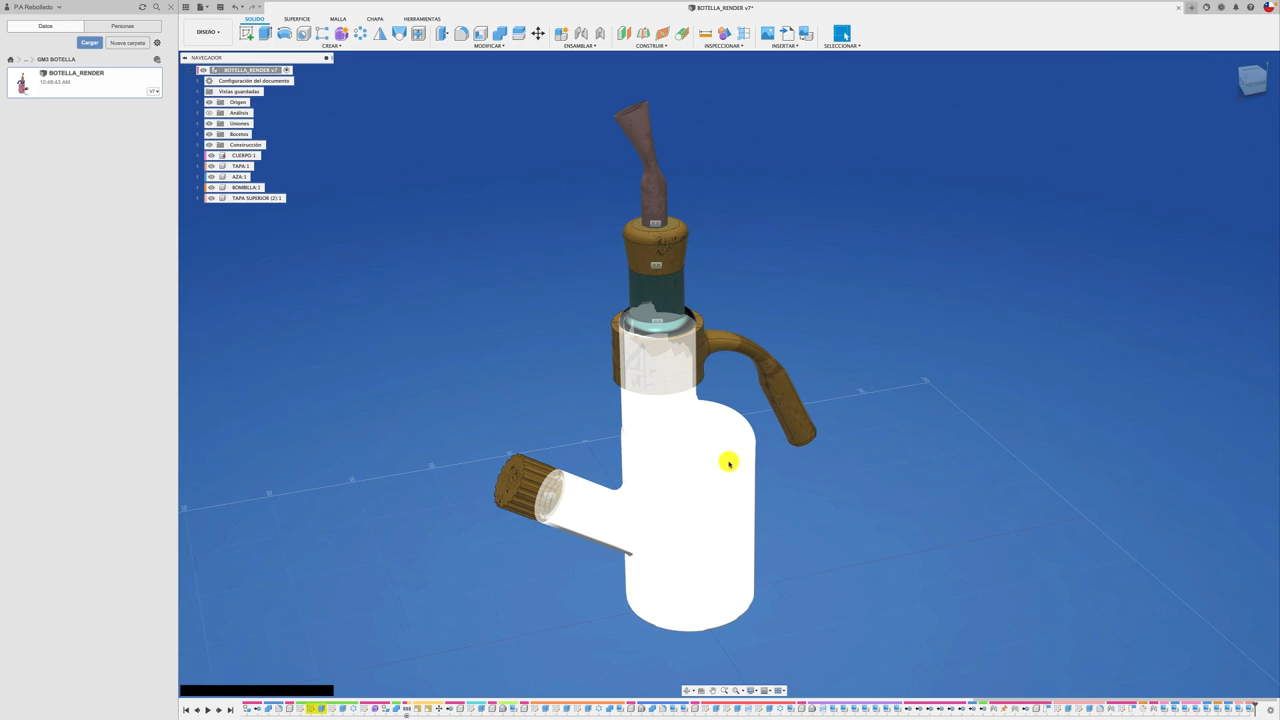 P.A Rebolledo
BOTELLA_RENDER v7*
Datos
Personas
SOLIDO
SUPERFICIE
MALLA
CHAPA
HERRAMIENTAS
DISEÑO
CREAR
MODIFICAR
ENSAMBLAR
CONSTRUIR
INSPECCIONAR
INSERTAR
SELECCIONAR
Cargar
Nueva carpeta
... GM3 BOTELLA
BOTELLA_RENDER
10:48:43 AM
V7
NAVEGADOR
BOTELLA_RENDER v7
Configuración del documento
Vistas guardadas
Origen
Análisis
Uniones
Bocetos
Construcción
CUERPO:1
TAPA:1
AZA:1
BOMBILLA:1
TAPA SUPERIOR (2):1